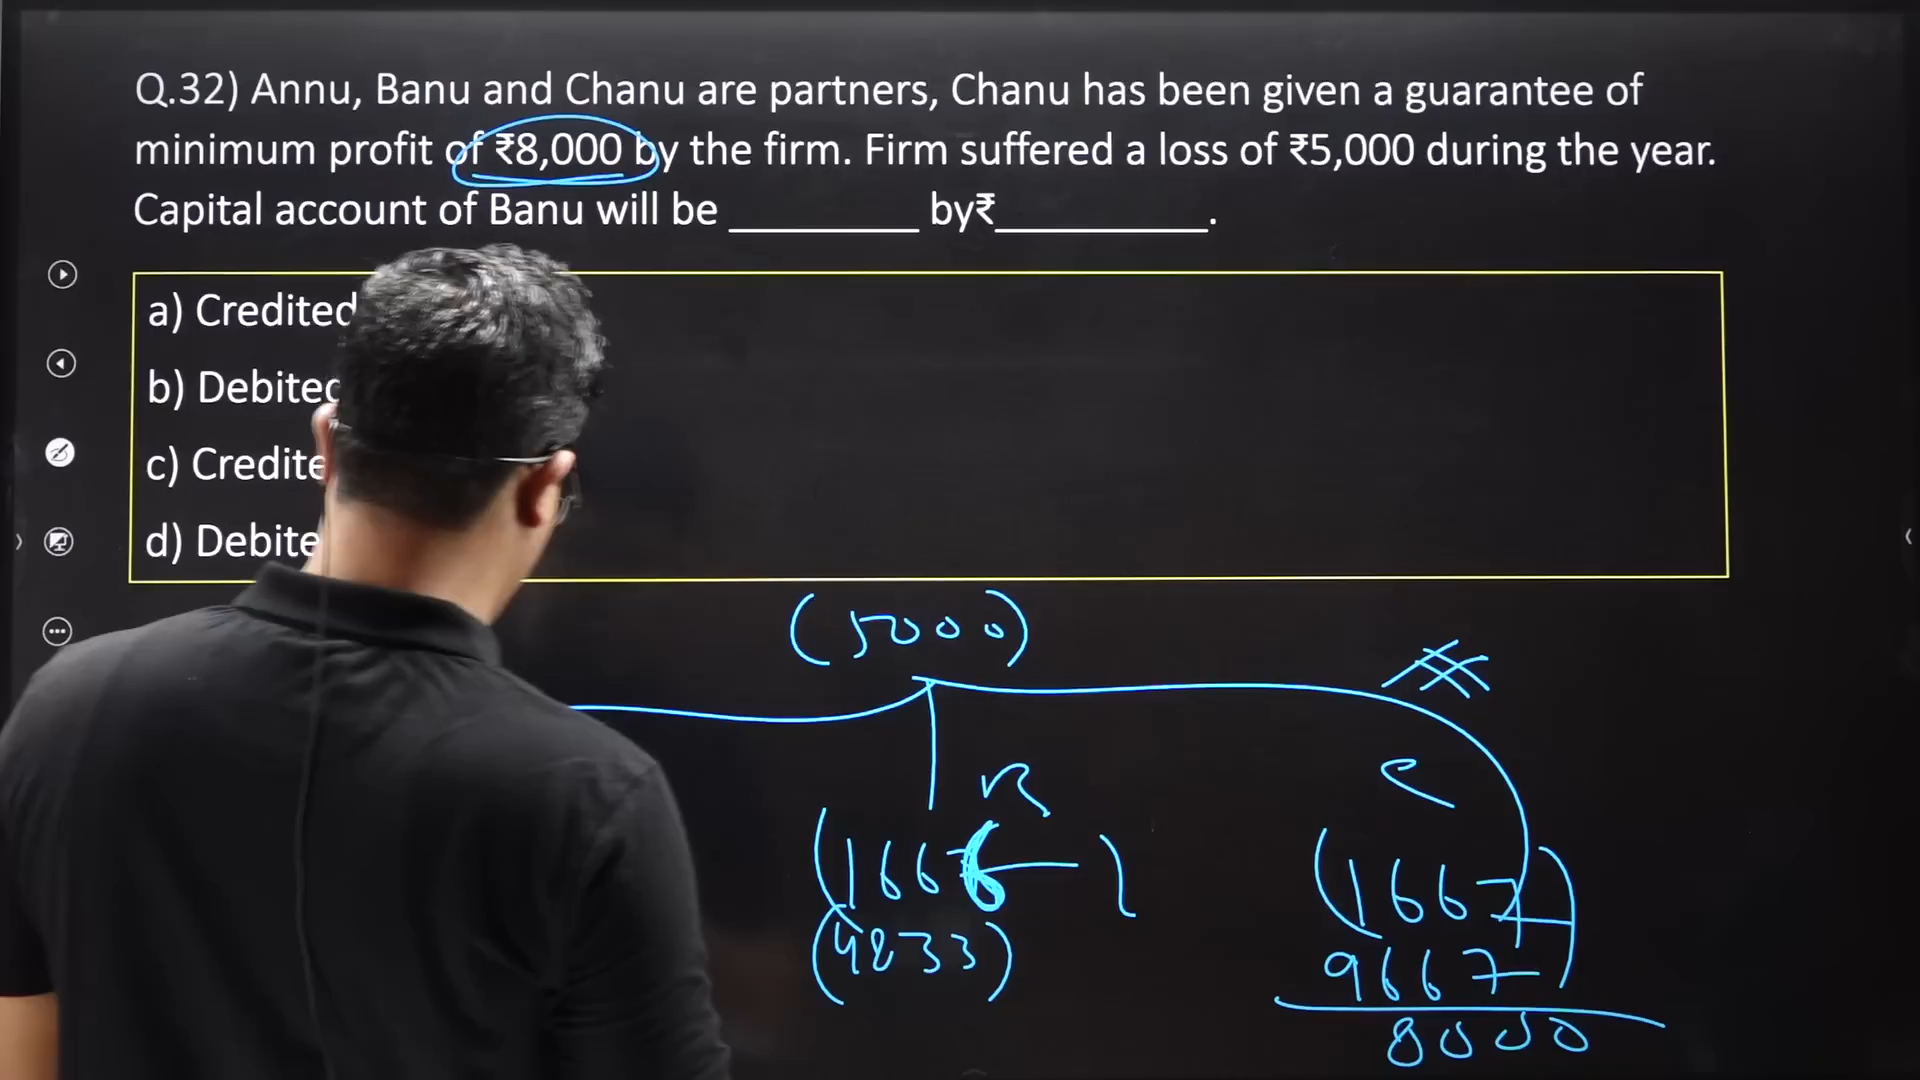 Q.32) Annu, Banu and Chanu are partners, Chanu has been given a guarantee of
minimum profit of ₹8,000 by the firm. Firm suffered a loss of ₹5,000 during the year.
Capital account of Banu will be _________ by₹__________.
a) Credited
b) Debited
c) Credite
d) Debite
(5000)
B
C
(1666)
(1667)
(4833)
9667
8000